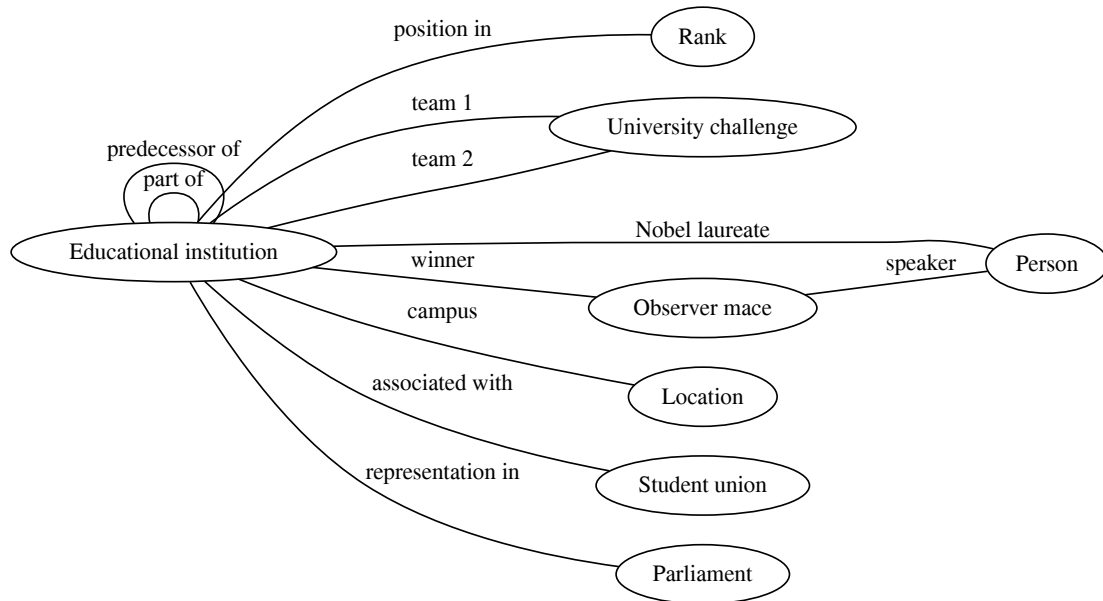 position in
Rank
team 1
University challenge
team 2
predecessor of
part of
Educational institution
Nobel laureate
winner
speaker
Person
Observer mace
campus
Location
associated with
Student union
representation in
Parliament